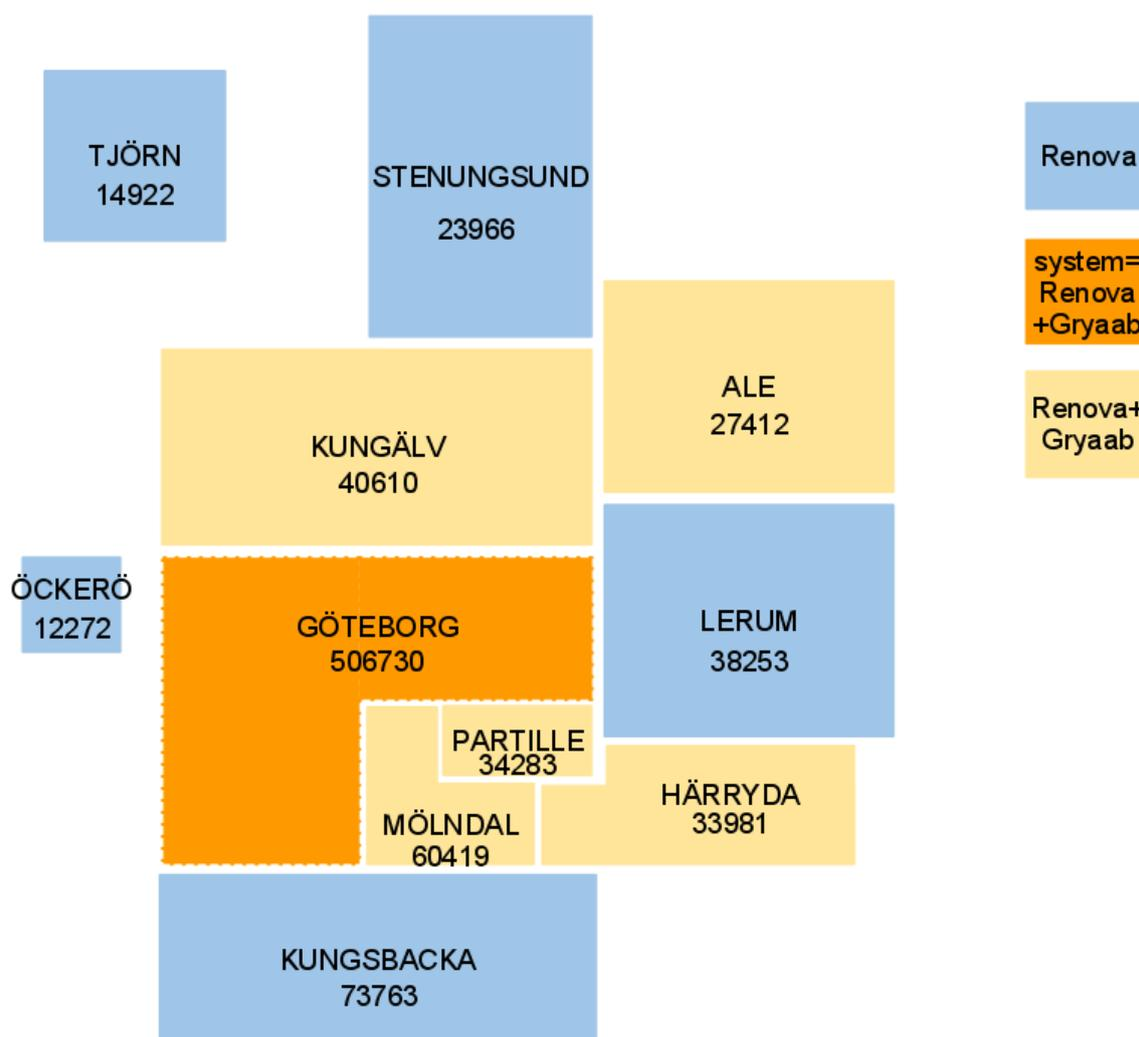 TJÖRN
14922
STENUNGSUND
23966
Renova
system=
Renova
+Gryaab
Renova+
Gryaab
ALE
27412
KUNGÄLV
40610
ÖCKERÖ
12272
GÖTEBORG
506730
LERUM
38253
PARTILLE
34283
HÄRRYDA
33981
MÖLNDAL
60419
KUNGSBACKA
73763